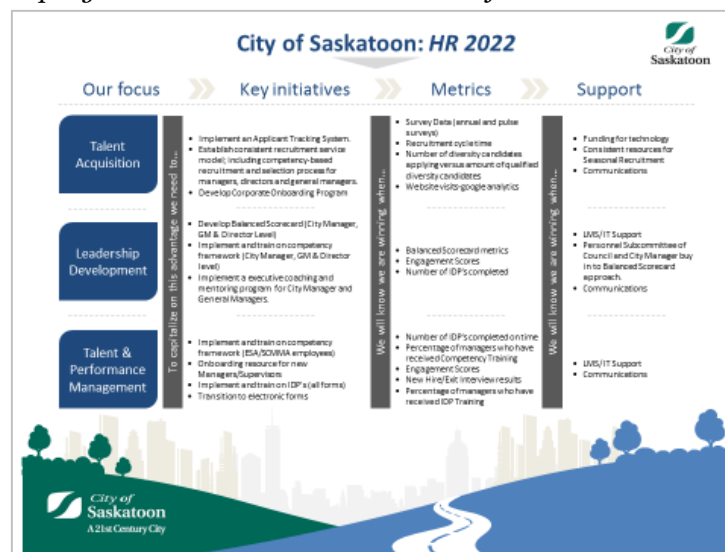 City of Saskatoon: HR 2022
City of
Saskatoon
Our focus
Key initiatives
Metrics
Support
Talent
Acquisition
To capitalize on this advantage we need to...
• Implement an Applicant Tracking System.
• Establish consistent recruitment service
model; including competency-based
recruitment and selection process for
managers, directors and general managers.
• Develop Corporate Onboarding Program
We will know we are winning when...
• Survey Data (annual and pulse
surveys)
• Recruitment cycle time
• Number of diversity candidates
applying versus amount of qualified
diversity candidates
• Website visits-google analytics
We will know we are winning when...
• Funding for technology
• Consistent resources for
Seasonal Recruitment
• Communications
Leadership
Development
• Develop Balanced Scorecard (City Manager,
GM & Director Level)
• Implement and train on competency
framework (City Manager, GM & Director
level)
• Implement a executive coaching and
mentoring program for City Manager and
General Managers.
• Balanced Scorecard metrics
• Engagement Scores
• Number of IDP's completed
• LMS/IT Support
• Personnel Subcommittee of
Council and City Manager buy
in to Balanced Scorecard
approach.
• Communications
Talent &
Performance
Management
• Implement and train on competency
framework (ESA/SCMMA employees)
• Onboarding resource for new
Managers/Supervisors
• Implement and train on IDP's (all forms)
• Transition to electronic forms
• Number of IDP's completed on time
• Percentage of managers who have
received Competency Training
• Engagement Scores
• New Hire/Exit Interview results
• Percentage of managers who have
received IDP Training
• LMS/IT Support
• Communications
City of
Saskatoon
A 21st Century City